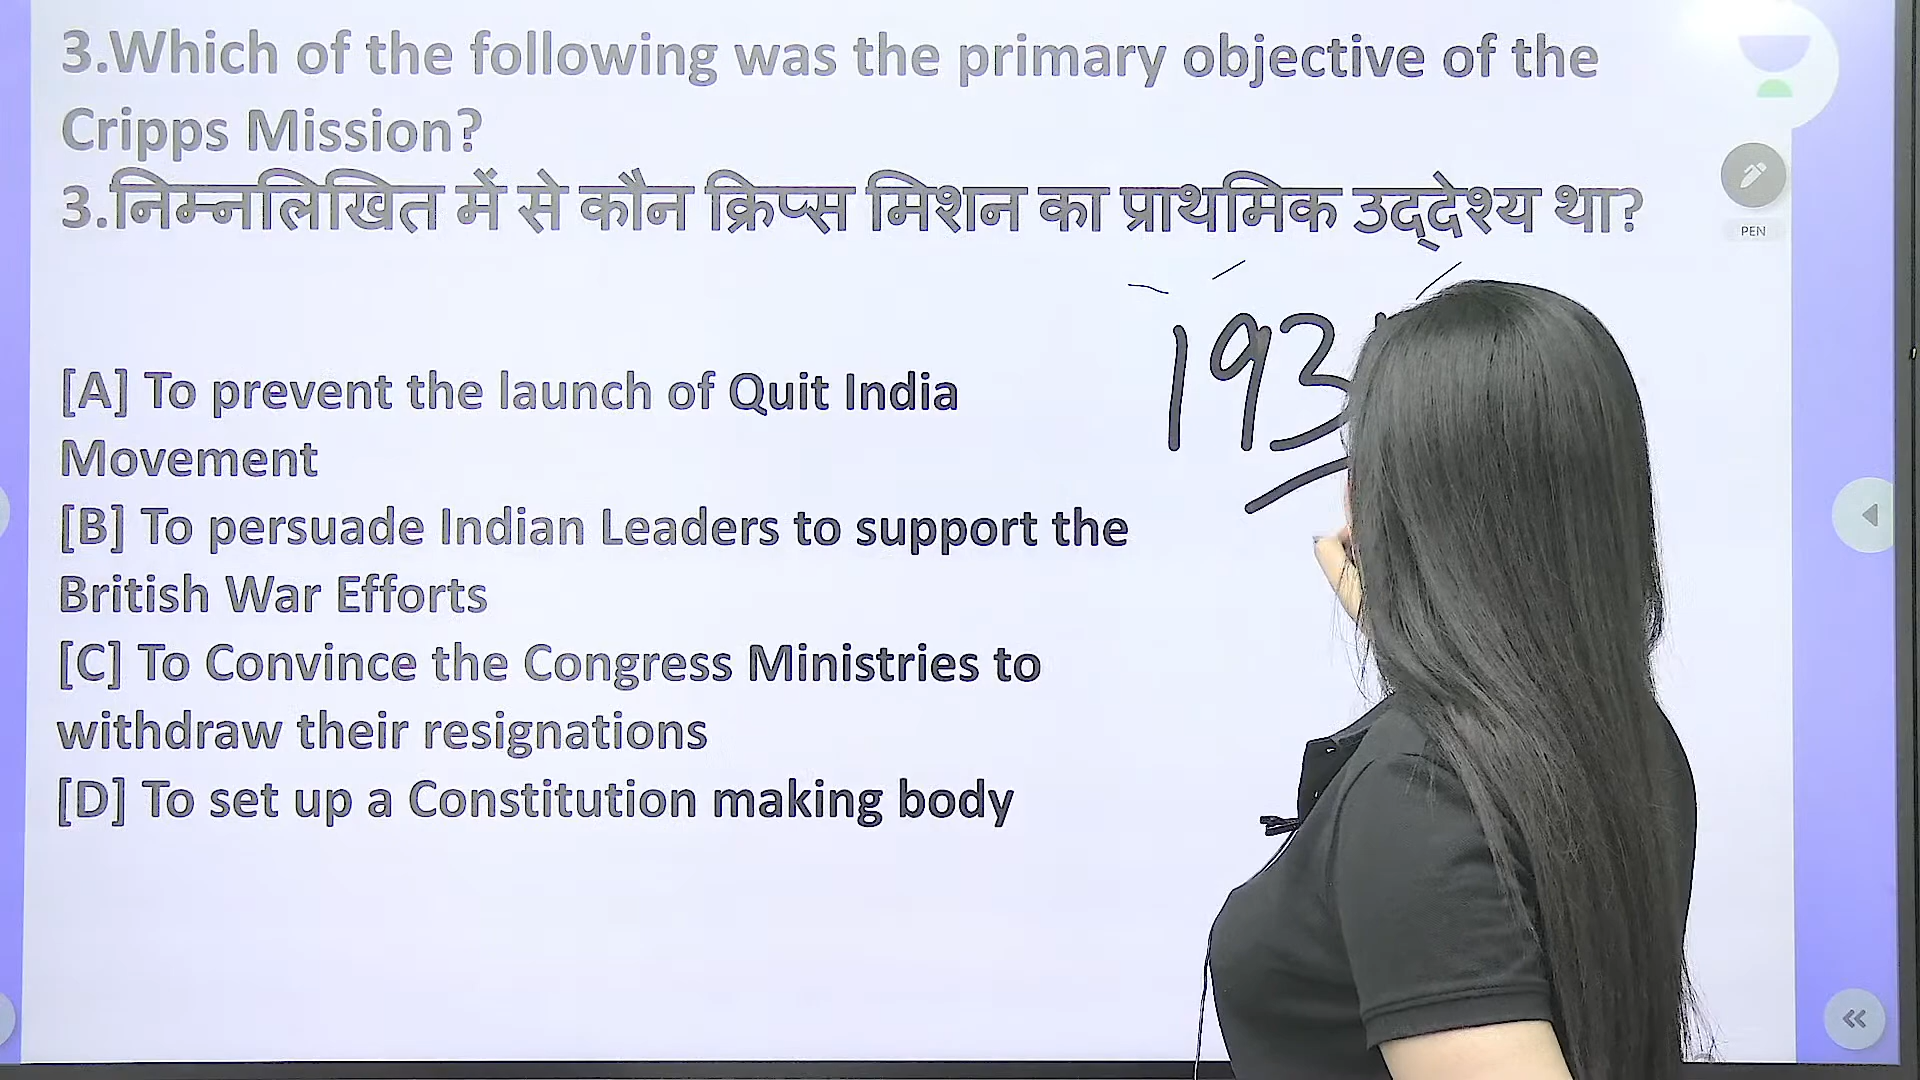 3.Which of the following was the primary objective of the
Cripps Mission?
3.निम्नलिखित में से कौन क्रिप्स मिशन का प्राथमिक उद्देश्य था?
PEN
193
[A] To prevent the launch of Quit India
Movement
[B] To persuade Indian Leaders to support the
British War Efforts
[C] To Convince the Congress Ministries to
withdraw their resignations
[D] To set up a Constitution making body